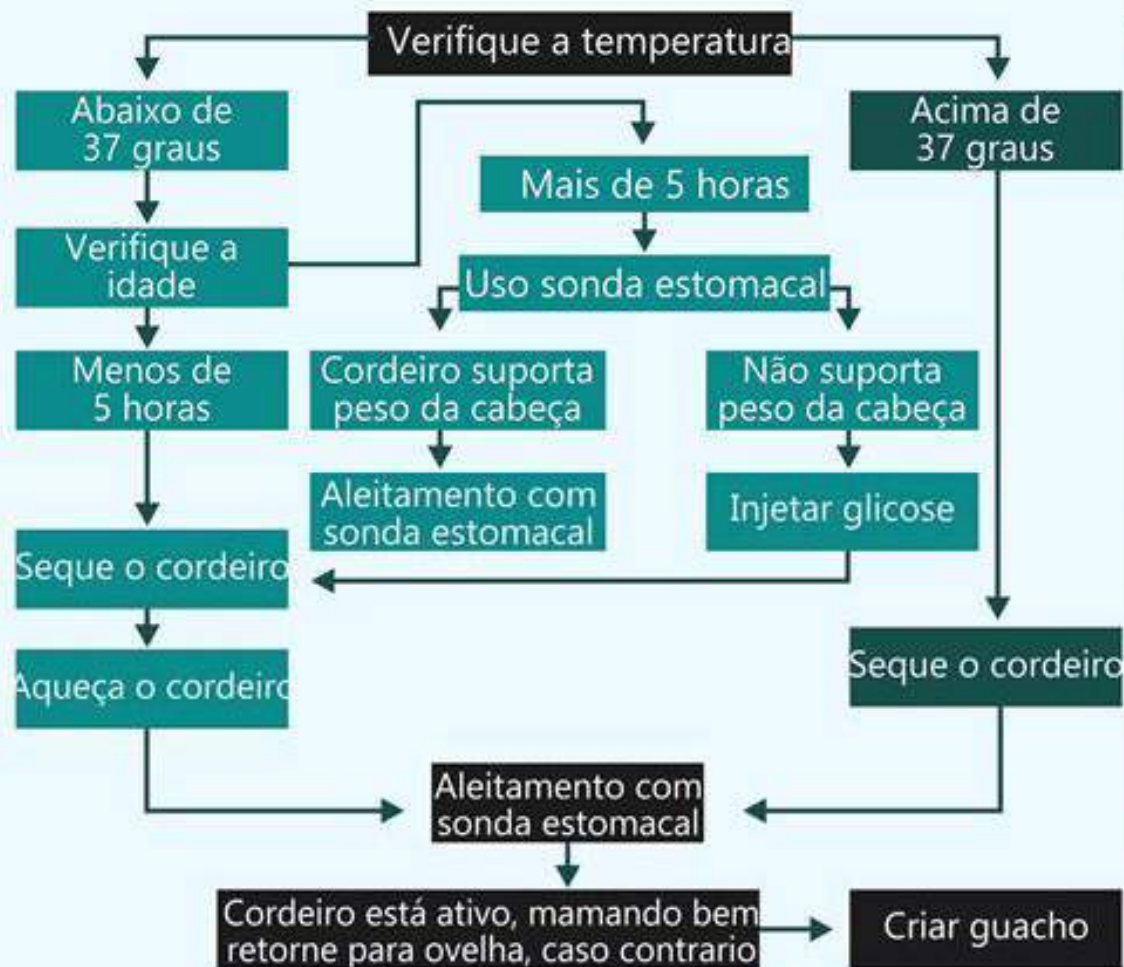 Verifique a temperatura
Abaixo de
37 graus
Acima de
37 graus
Mais de 5 horas
Verifique a
idade
Uso sonda estomacal
Menos de
5 horas
Cordeiro suporta
peso da cabeça
Não suporta
peso da cabeça
Aleitamento com
sonda estomacal
Injetar glicose
Seque o cordeiro
Aqueça o cordeiro
Seque o cordeiro
Aleitamento com
sonda estomacal
Cordeiro está ativo, mamando bem
retorne para ovelha, caso contrario
Criar guacho